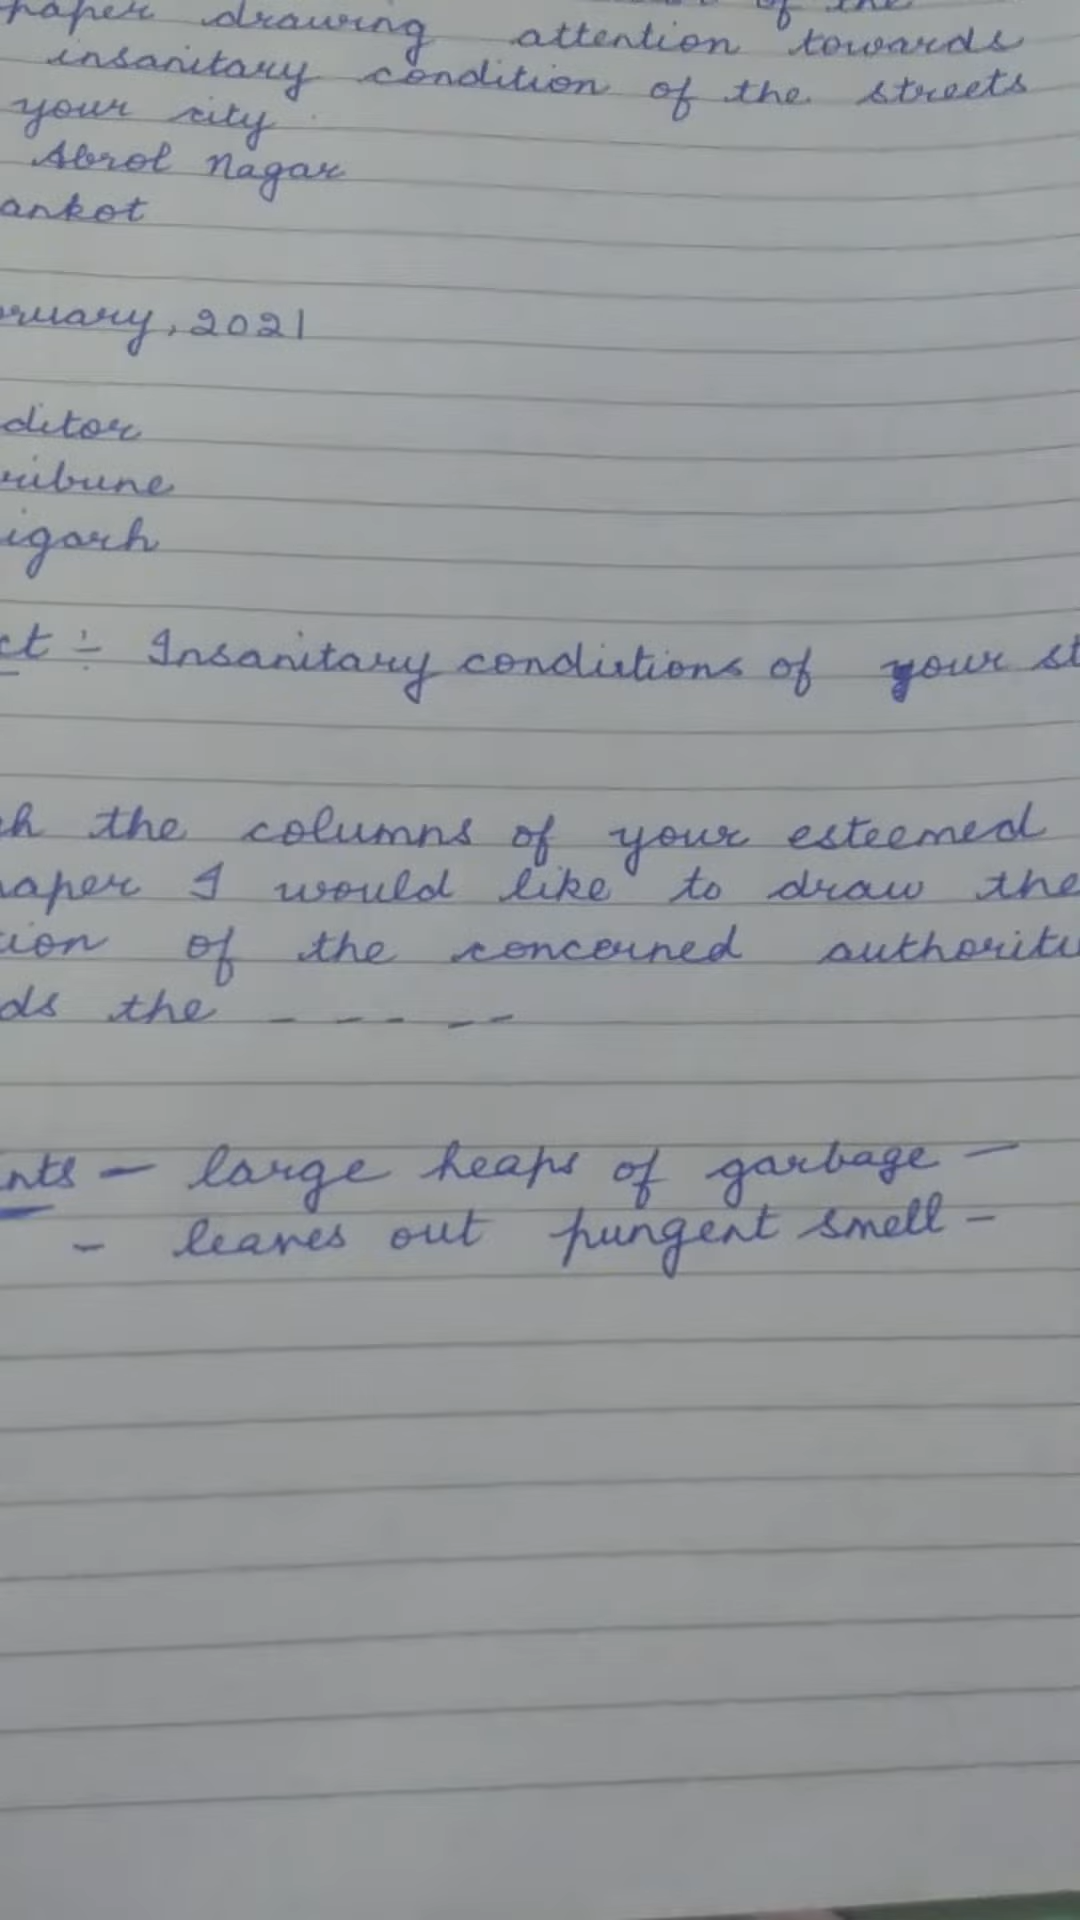 paper drawing attention towards
insanitary condition of the streets
your city
Abrol Nagar
ankot
ruary, 2021
ditor
ribune
igarh
ct :- Insanitary conditions of your st
h the columns of your esteemed
aper I would like to draw the
ion of the concerned authorit
ds the - - - - -
nts - large heaps of garbage -
- leaves out pungent smell -